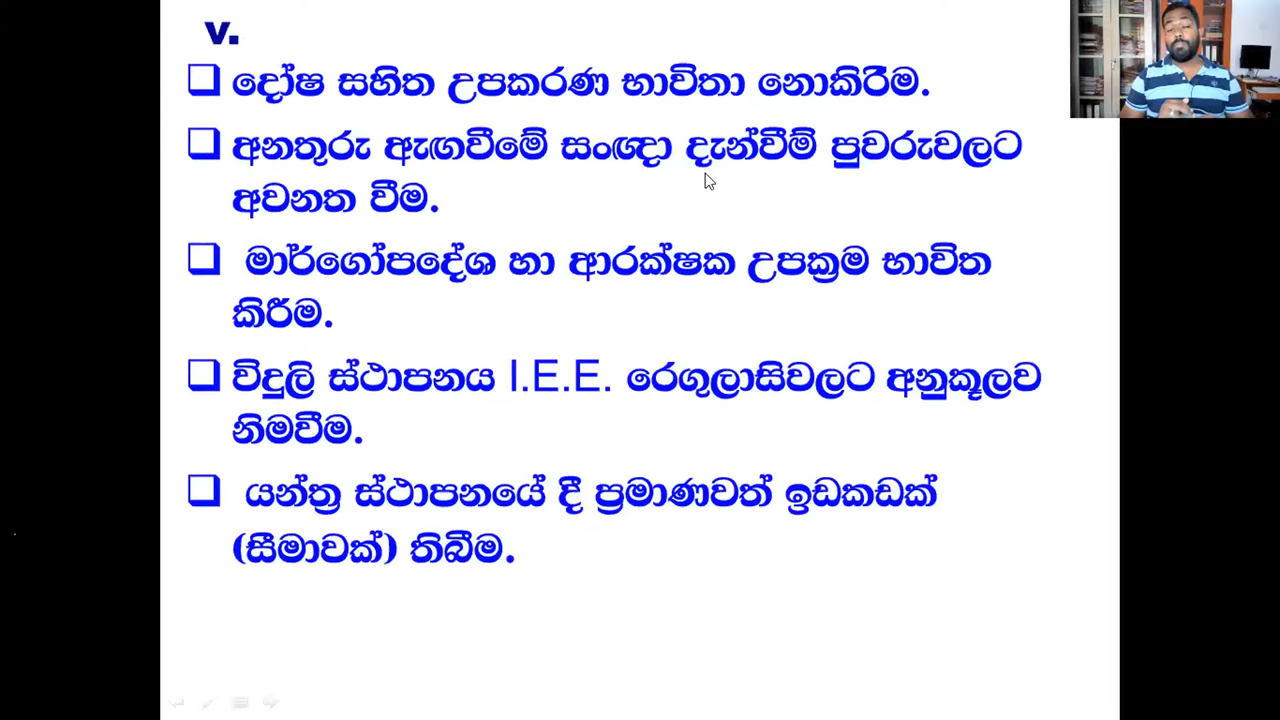 v.
❑ දෝෂ සහිත උපකරණ භාවිතා නොකිරීම.
❑ අනතුරු ඇඟවීමේ සංඥා දැන්වීම් පුවරුවලට
අවනත වීම.
❑ මාර්ගෝපදේශ හා ආරක්ෂක උපක්‍රම භාවිත
කිරීම.
❑ විදුලි ස්ථාපනය I.E.E. රෙගුලාසිවලට අනුකූලව
නිමවීම.
❑ යන්ත්‍ර ස්ථාපනයේ දී ප්‍රමාණවත් ඉඩකඩක්
(සීමාවක්) තිබීම.